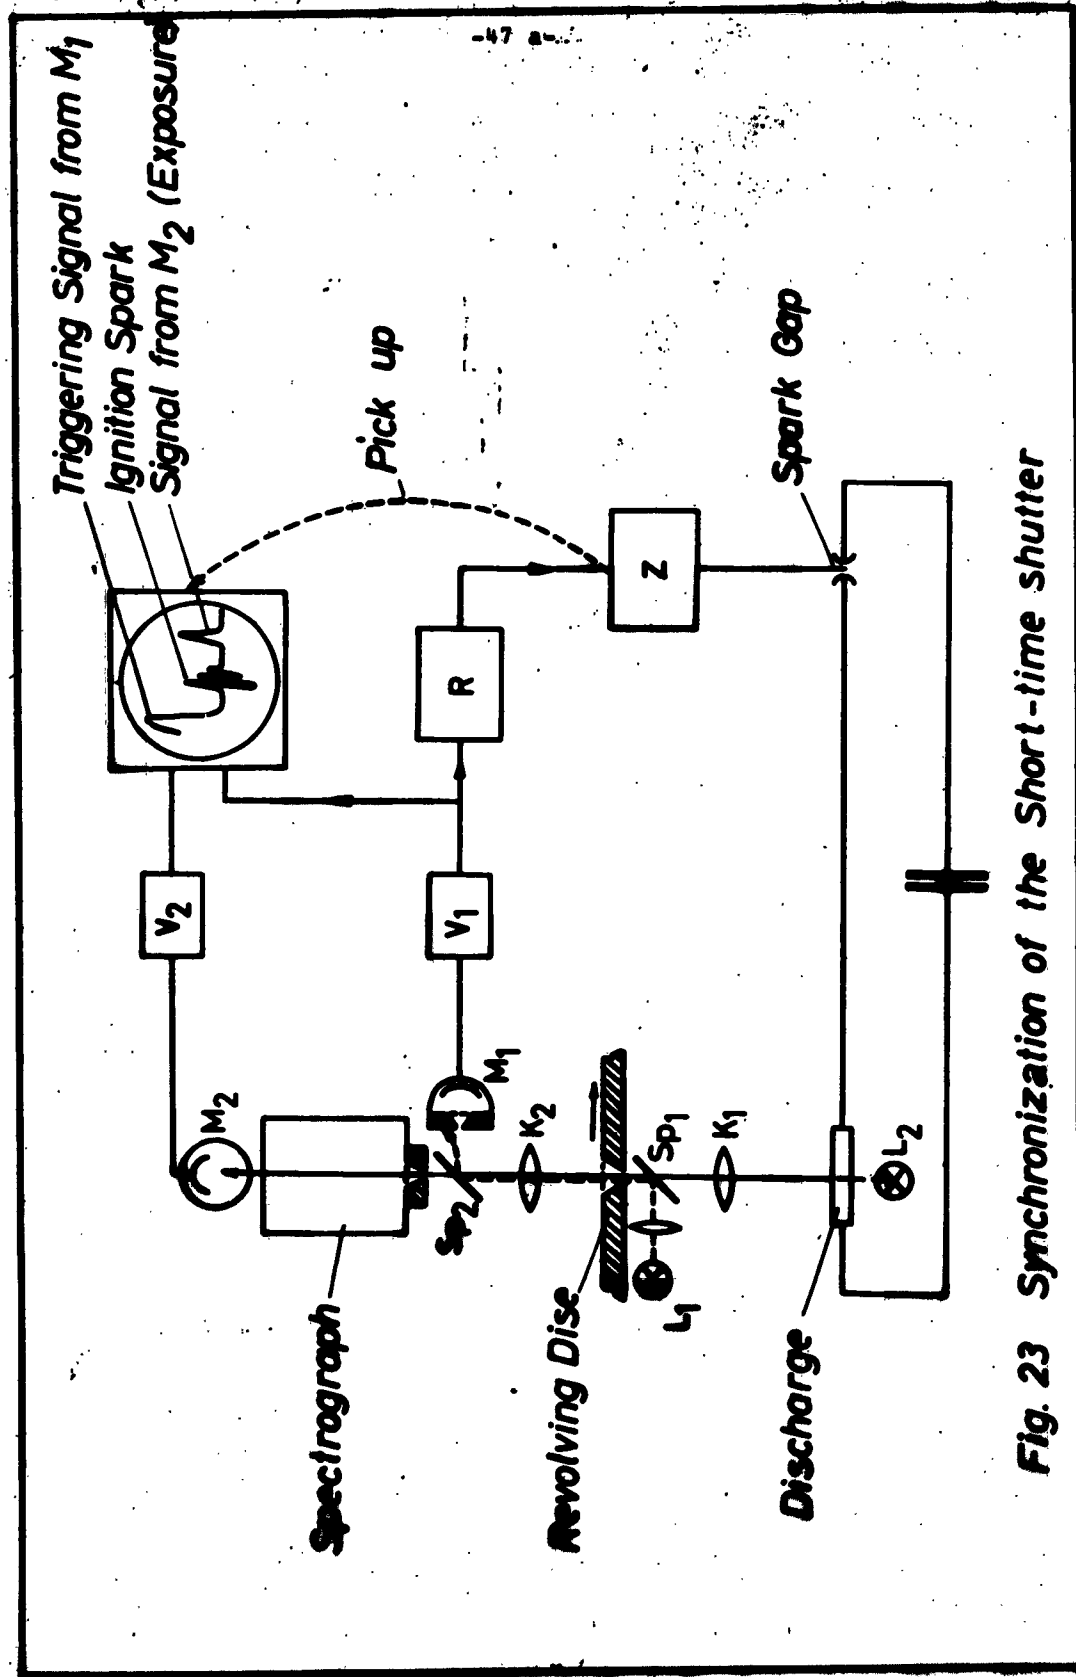 -47 a-
Triggering Signal from M1
Ignition Spark
Signal from M2 (Exposure)
Pick up
V2
V1
R
Z
M2
M1
Spectrograph
Sp2
K2
Revolving Dise
L1
Sp1
K1
Spark Gap
Discharge
L2
Fig. 23 Synchronization of the Short-time shutter